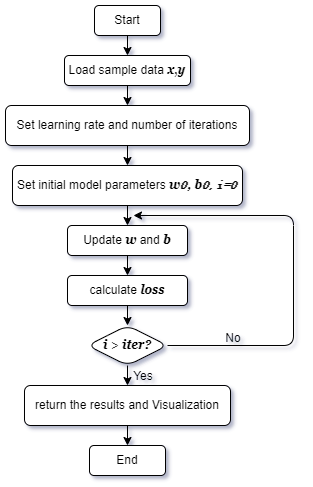 Start
Load sample data x,y
Set learning rate and number of iterations
Set initial model parameters w0, b0, i=0
Update w and b
calculate loss
i > iter?
No
Yes
return the results and Visualization
End